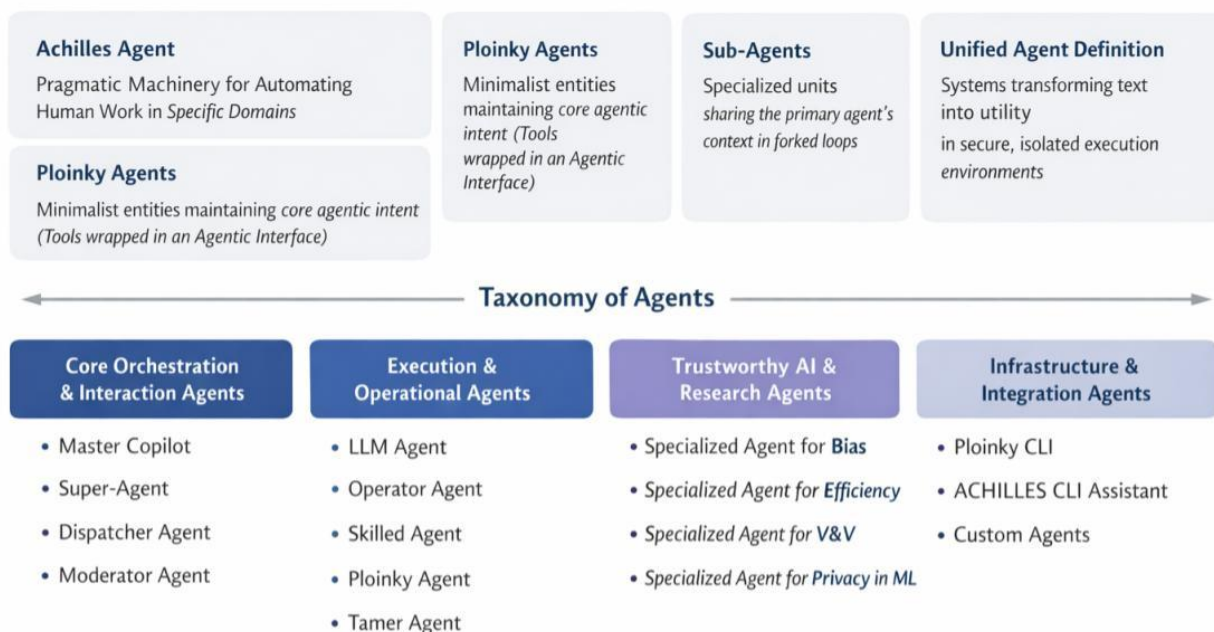 Achilles Agent
Pragmatic Machinery for Automating
Human Work in Specific Domains
Ploinky Agents
Minimalist entities maintaining core agentic intent
(Tools wrapped in an Agentic Interface)
Ploinky Agents
Minimalist entities
maintaining core agentic
intent (Tools
wrapped in an Agentic
Interface)
Sub-Agents
Specialized units
sharing the primary agent's
context in forked loops
Unified Agent Definition
Systems transforming text
into utility
in secure, isolated execution
environments
Taxonomy of Agents
Core Orchestration
& Interaction Agents
• Master Copilot
• Super-Agent
• Dispatcher Agent
• Moderator Agent
Execution &
Operational Agents
• LLM Agent
• Operator Agent
• Skilled Agent
• Ploinky Agent
• Tamer Agent
Trustworthy AI &
Research Agents
• Specialized Agent for Bias
• Specialized Agent for Efficiency
• Specialized Agent for V&V
• Specialized Agent for Privacy in ML
Infrastructure &
Integration Agents
• Ploinky CLI
• ACHILLES CLI Assistant
• Custom Agents